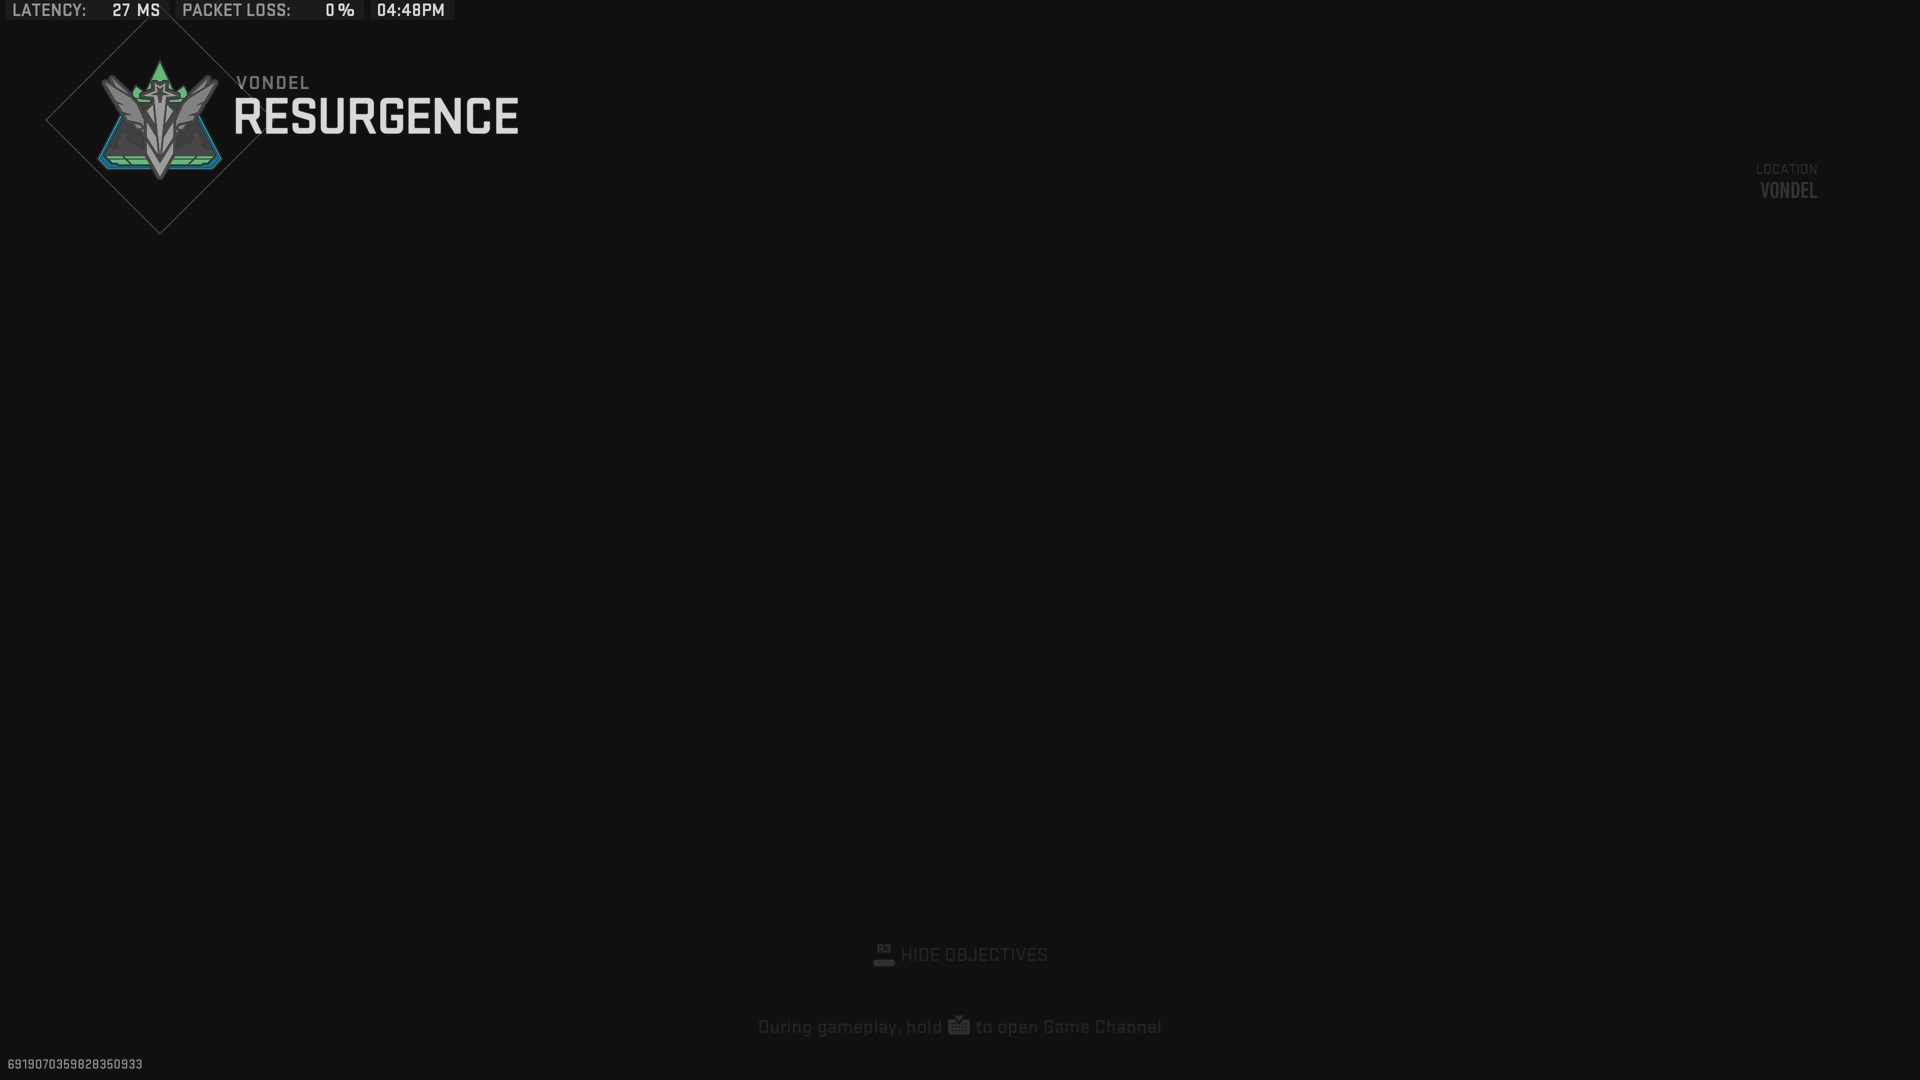 LATENCY: 27 MS PACKET LOSS: 0% 04:48PM
VONDEL
RESURGENCE
LOCATION
VONDEL
R3 HIDE OBJECTIVES
During gameplay, hold to open Game Channel
6919070359828350933